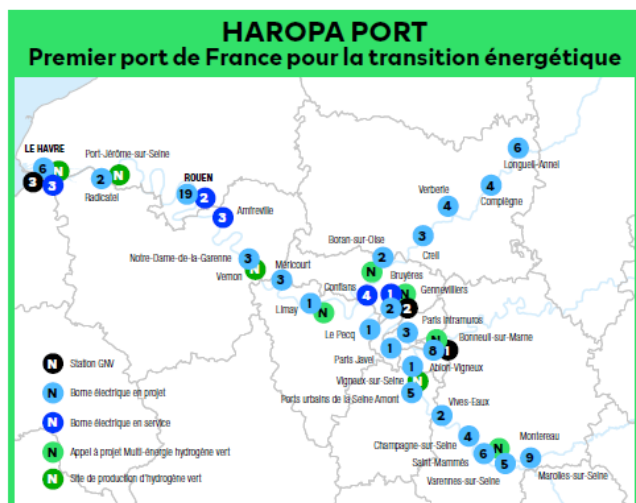 HAROPA PORT
Premier port de France pour la transition énergétique
LE HAVRE
6
N
3
3
Port-Jérôme-sur-Seine
2
N
Radicatel
ROUEN
19
2
3
Amfreville
6
Longueil-Annel
4
Compiègne
Verberie
4
3
Creil
Boran-sur-Oise
2
N
Notre-Dame-de-la-Garenne
3
N
Vernon
Méricourt
3
Limay
1
N
Conflans
4
Bruyères
1
N
Gennevilliers
2
2
Le Pecq
1
3
Paris Intramuros
Paris Javel
1
N
Bonneuil-sur-Marne
8
1
1
Ablon-Vigneux
Vignaux-sur-Seine
N
Ports urbains de la Seine Amont
5
2
Vives-Eaux
4
Champagne-sur-Seine
6
N
Saint-Mammès
5
Varennes-sur-Seine
Montereau
9
Marolles-sur-Seine
N Station GNV
N Borne électrique en projet
N Borne électrique en service
N Appel à projet Multi-énergie hydrogène vert
N Site de production d'hydrogène vert